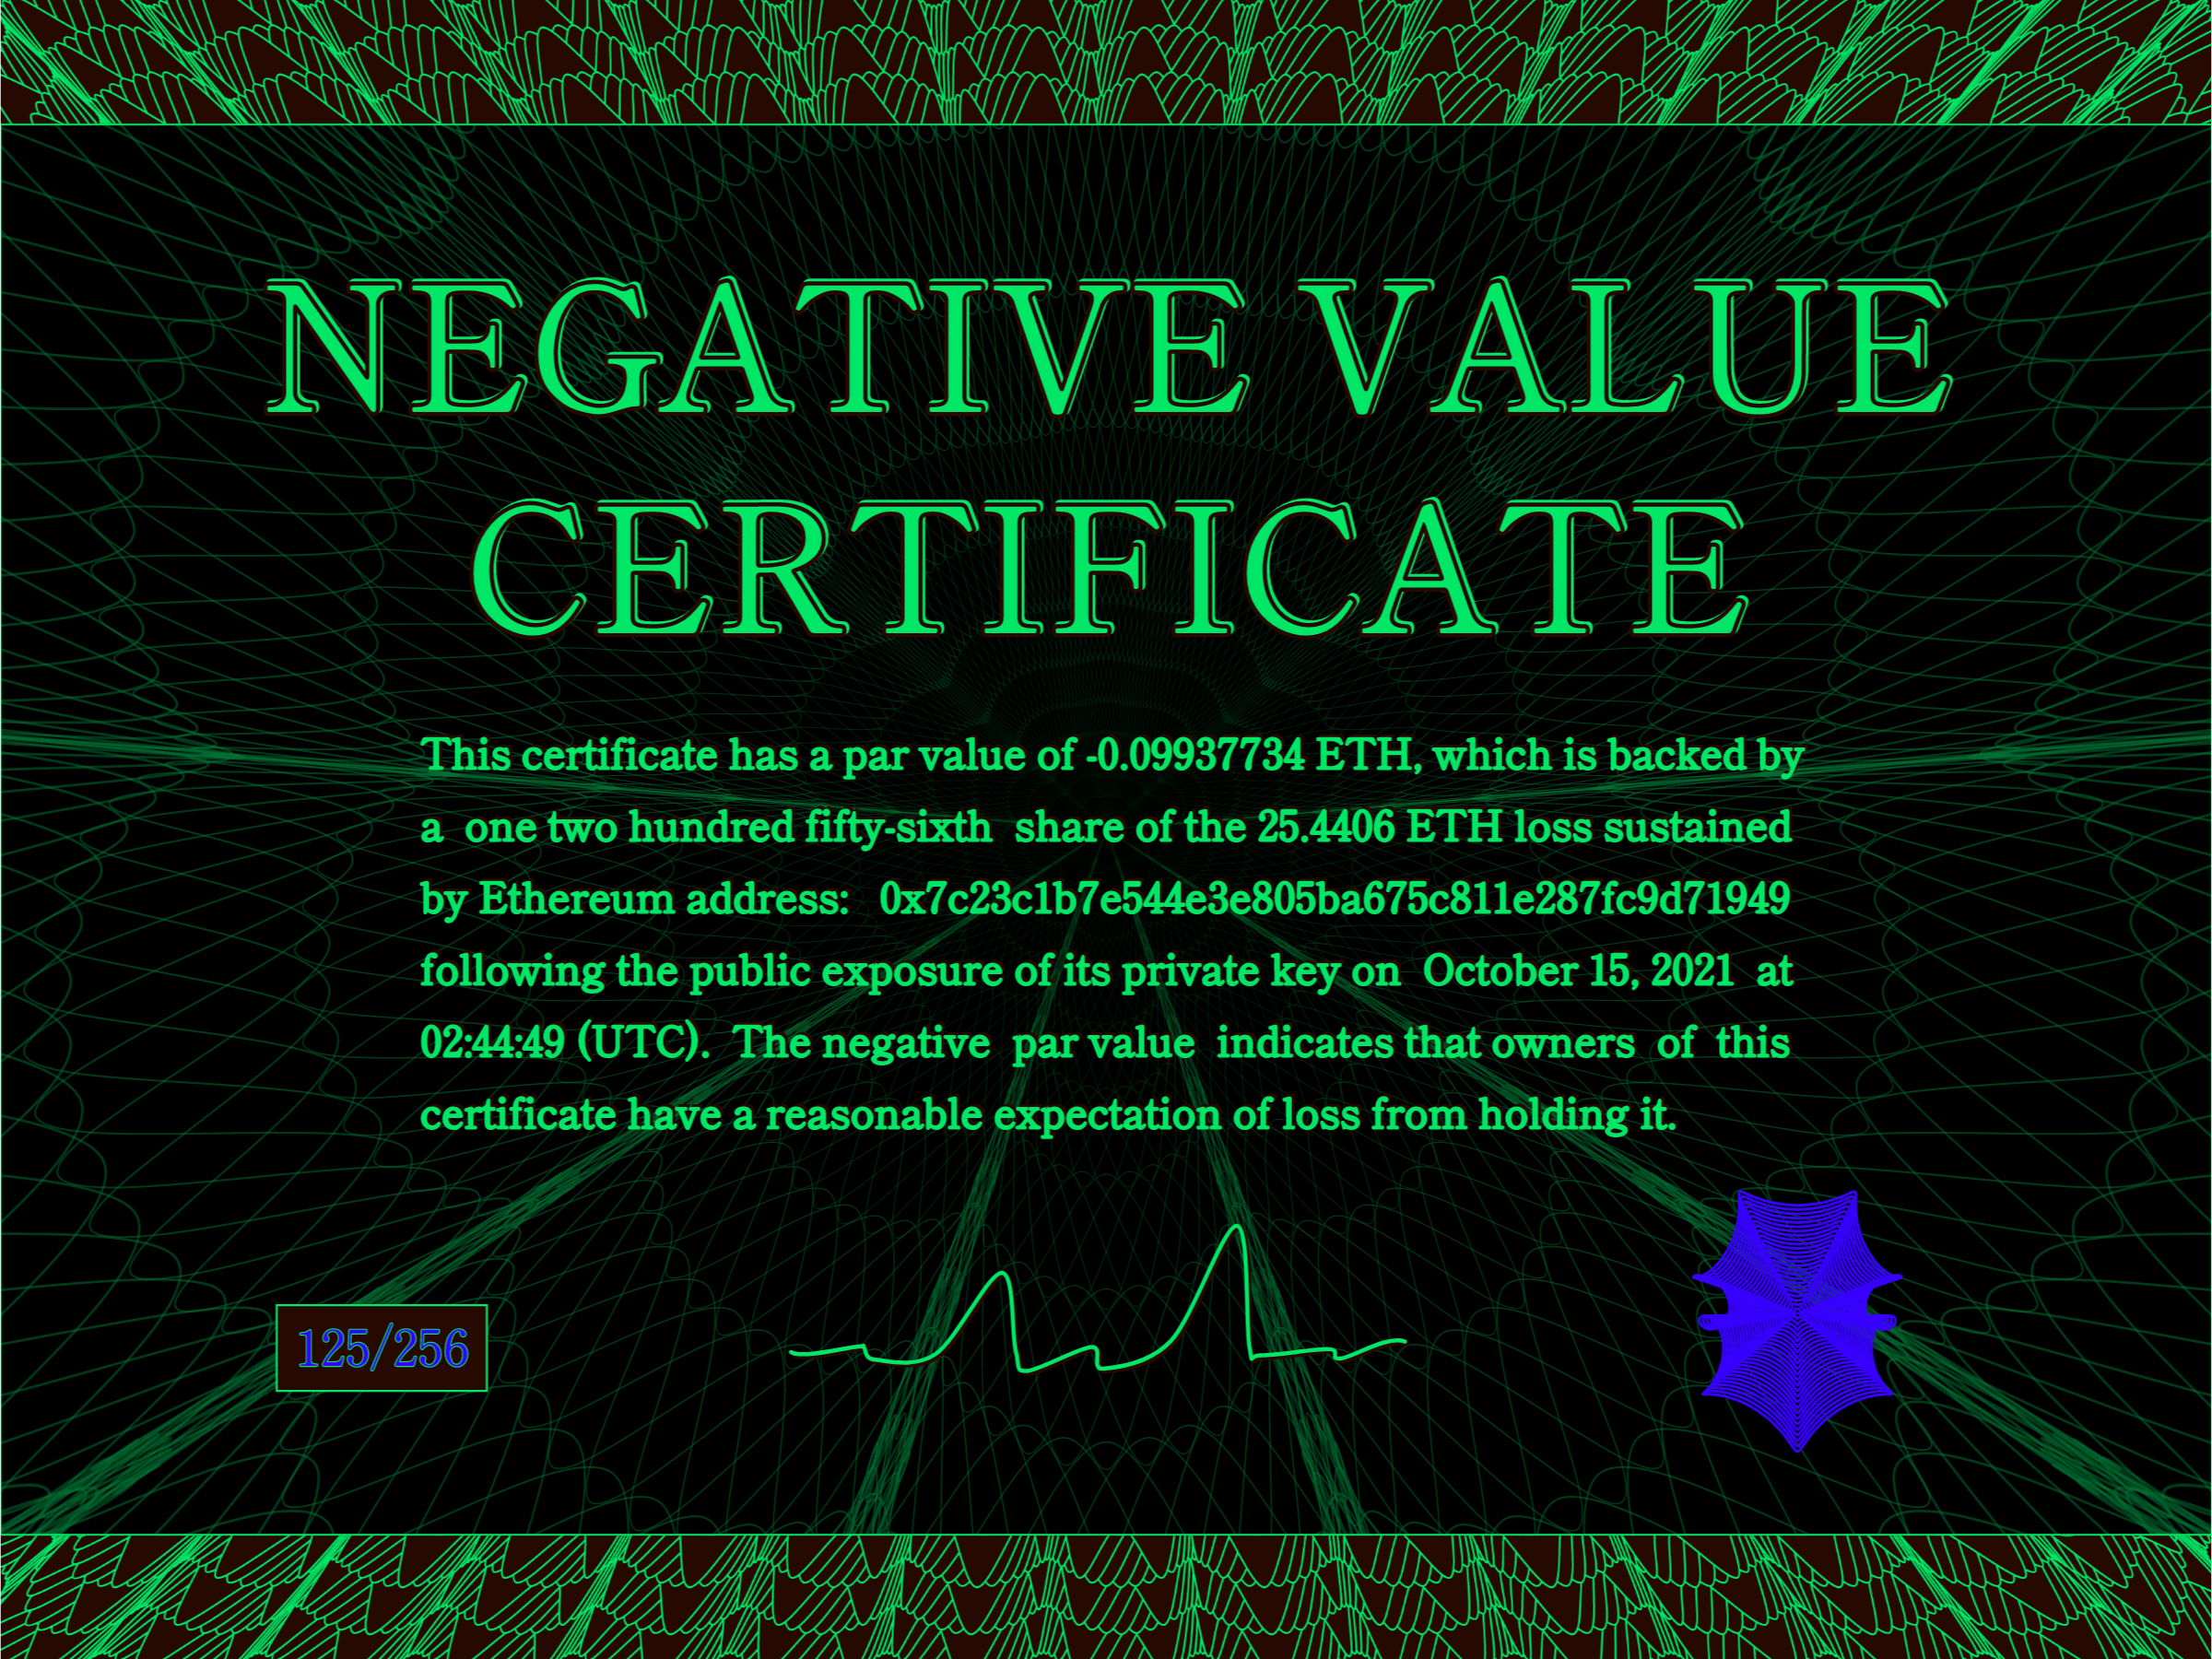 NEGATIVE VALUE
CERTIFICATE
This certificate has a par value of -0.09937734 ETH, which is backed by
a one two hundred fifty-sixth share of the 25.4406 ETH loss sustained
by Ethereum address: 0x7c23c1b7e544e3e805ba675c811e287fc9d71949
following the public exposure of its private key on October 15, 2021 at
02:44:49 (UTC). The negative par value indicates that owners of this
certificate have a reasonable expectation of loss from holding it.
125/256